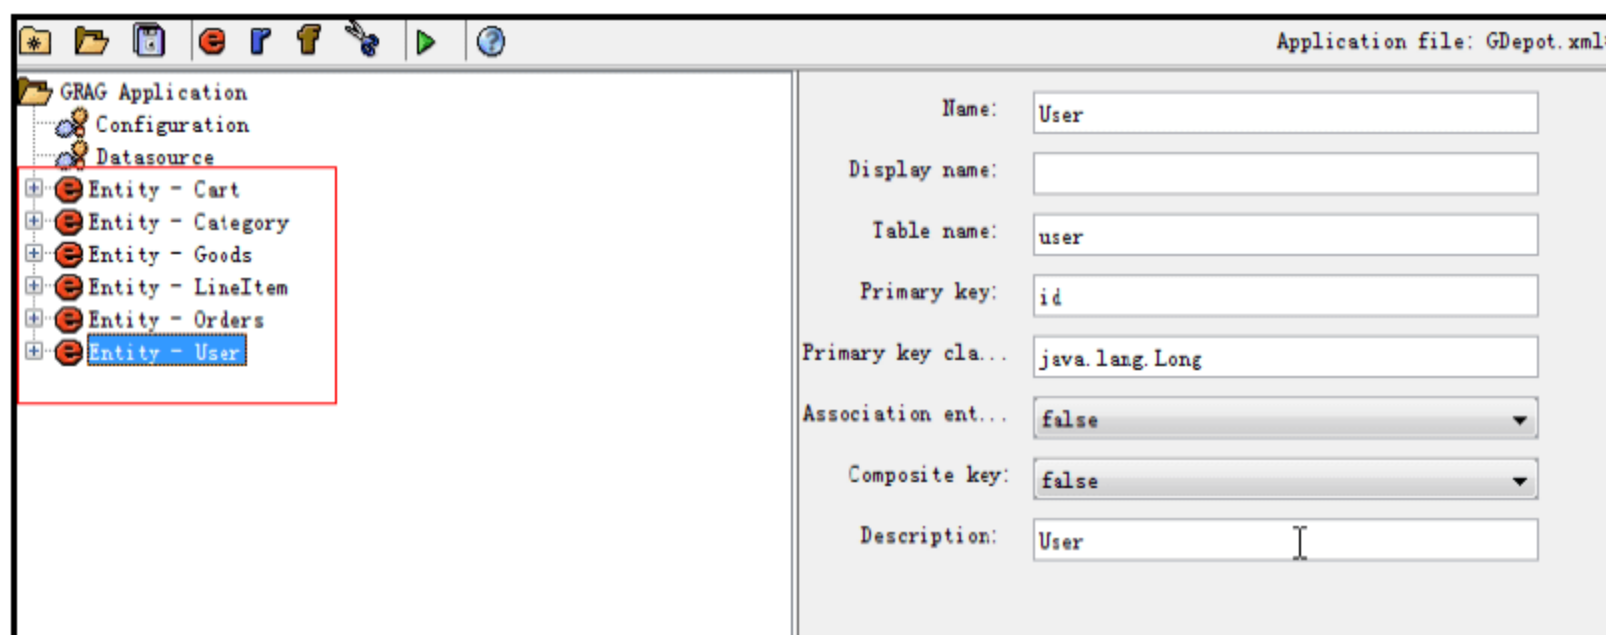 Application file: GDepot.xml
GRAG Application
Configuration
Datasource
Entity - Cart
Entity - Category
Entity - Goods
Entity - LineItem
Entity - Orders
Entity - User
Name: User
Display name:
Table name: user
Primary key: id
Primary key cla... java.lang.Long
Association ent... false
Composite key: false
Description: User